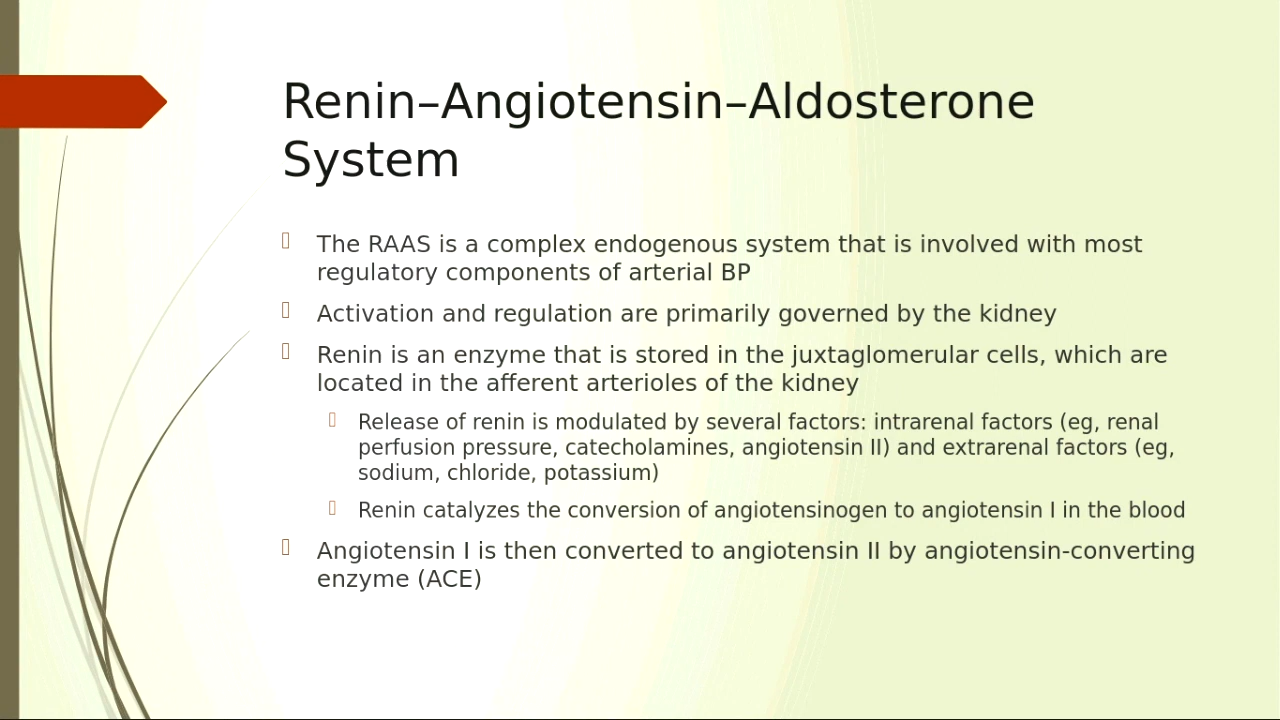 Renin–Angiotensin–Aldosterone
System
The RAAS is a complex endogenous system that is involved with most
regulatory components of arterial BP
Activation and regulation are primarily governed by the kidney
Renin is an enzyme that is stored in the juxtaglomerular cells, which are
located in the afferent arterioles of the kidney
Release of renin is modulated by several factors: intrarenal factors (eg, renal
perfusion pressure, catecholamines, angiotensin II) and extrarenal factors (eg,
sodium, chloride, potassium)
Renin catalyzes the conversion of angiotensinogen to angiotensin I in the blood
Angiotensin I is then converted to angiotensin II by angiotensin-converting
enzyme (ACE)